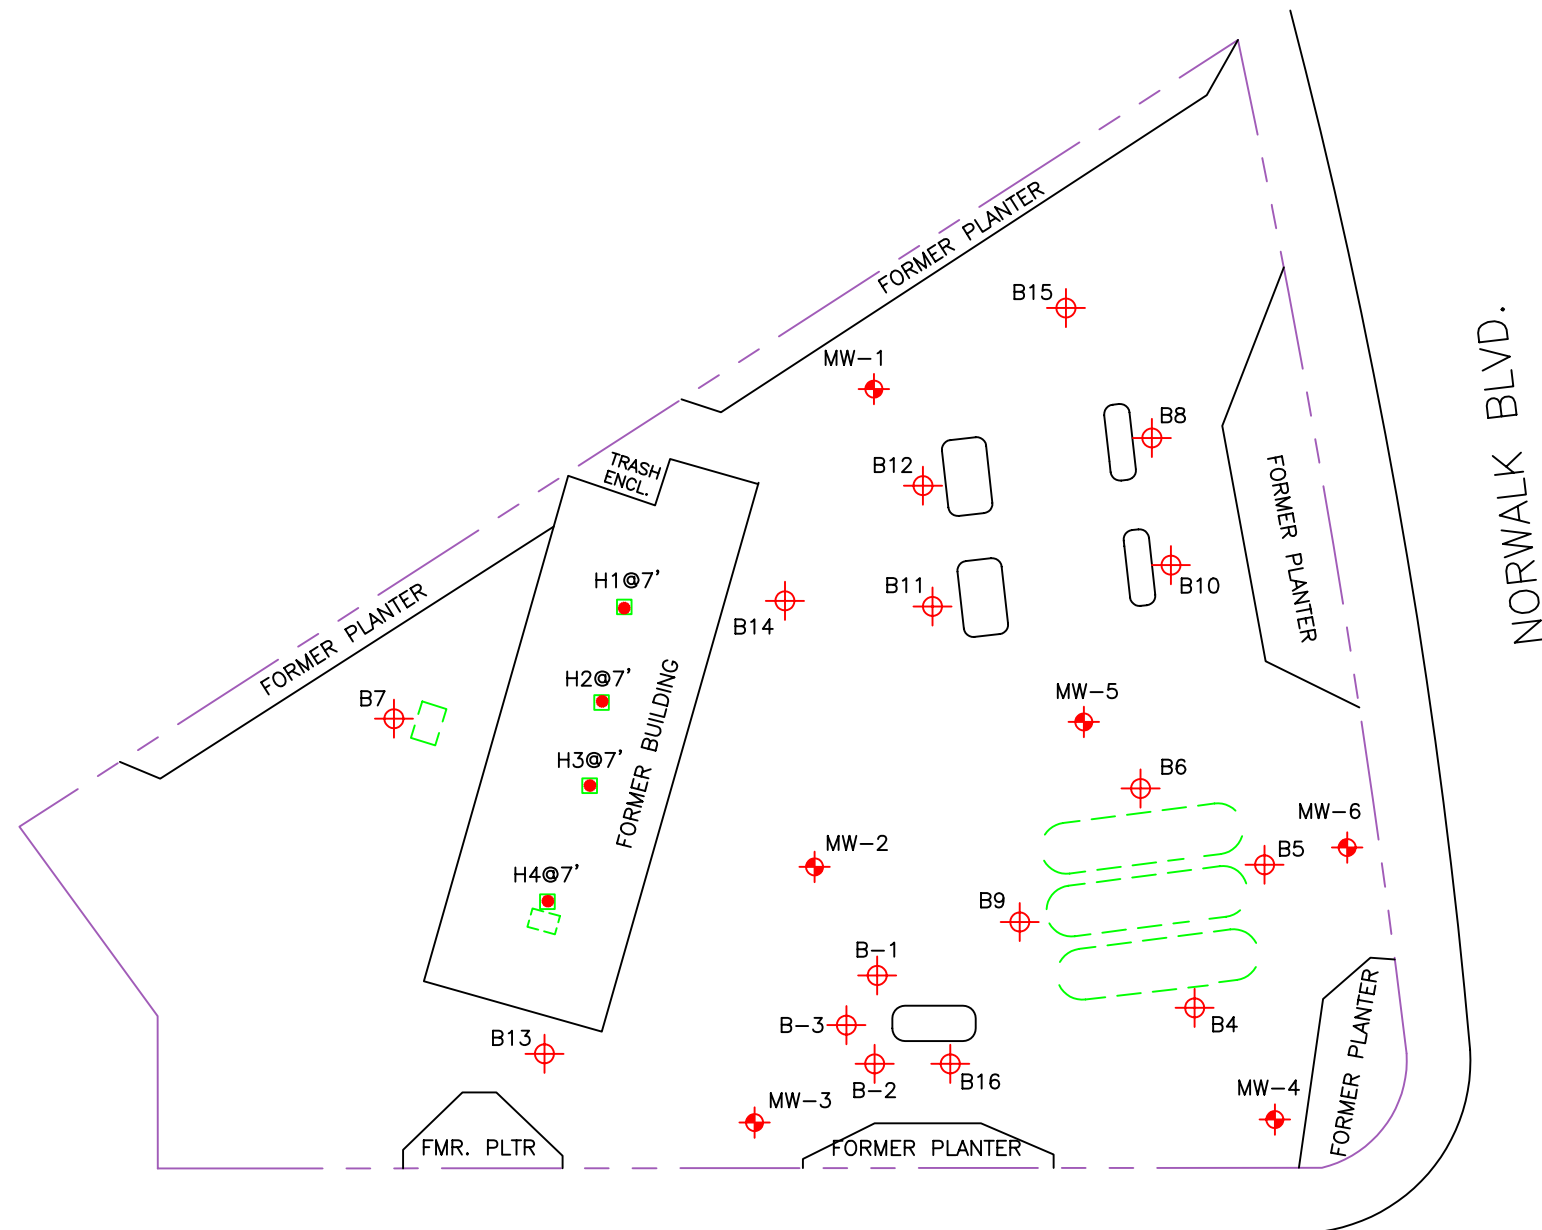 FORMER PLANTER
B15
NORWALK BLVD.
MW-1
B8
B12
TRASH
ENCL.
FORMER PLANTER
H1@7'
B11
B10
B14
FORMER PLANTER
H2@7'
B7
FORMER BUILDING
MW-5
H3@7'
B6
MW-6
MW-2
B5
H4@7'
B9
B-1
B-3
B4
B13
B-2
B16
FORMER PLANTER
MW-3
MW-4
FMR. PLTR
FORMER PLANTER